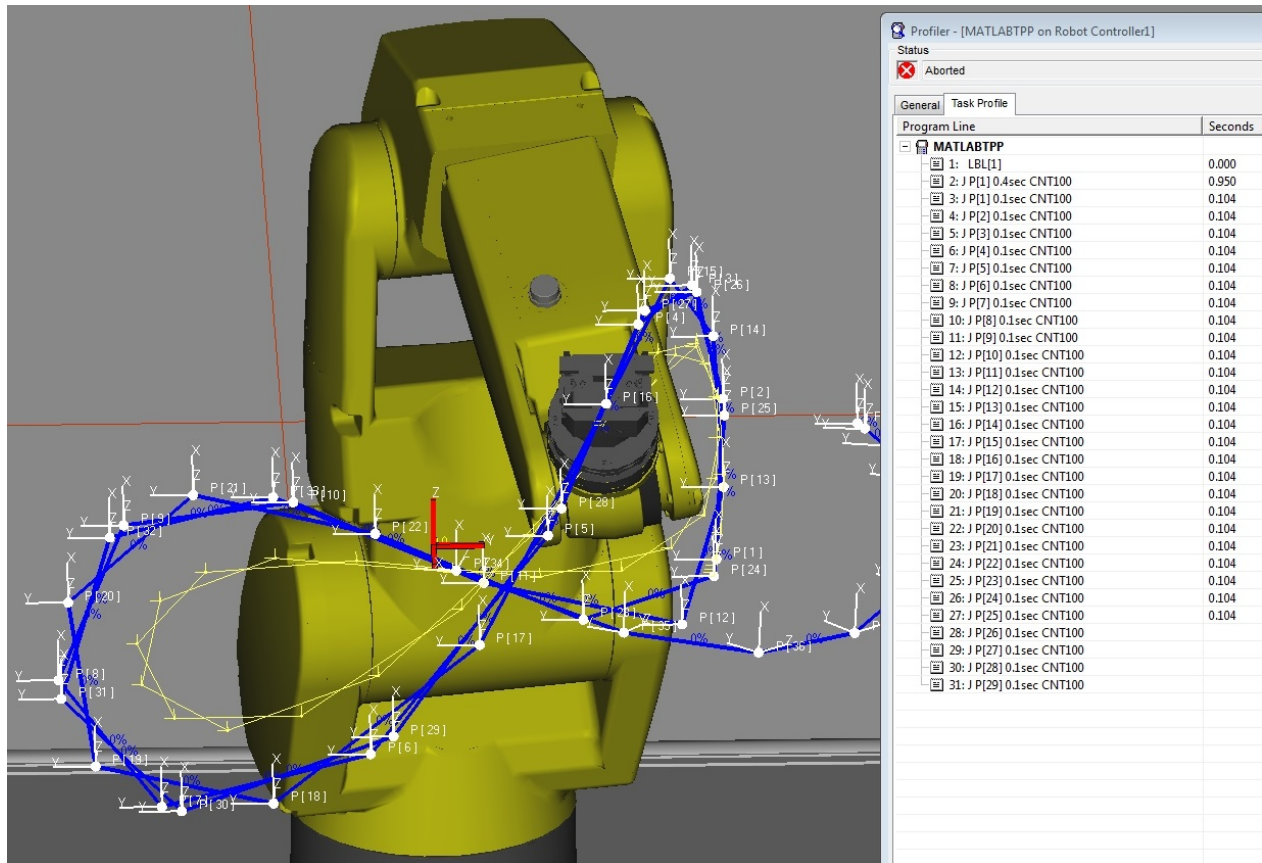 Profiler - [MATLABTPP on Robot Controller1]
Status
Aborted
General Task Profile
Program Line Seconds
MATLABTPP
1: LBL[1] 0.000
2: J P[1] 0.4sec CNT100 0.950
3: J P[1] 0.1sec CNT100 0.104
4: J P[2] 0.1sec CNT100 0.104
5: J P[3] 0.1sec CNT100 0.104
6: J P[4] 0.1sec CNT100 0.104
7: J P[5] 0.1sec CNT100 0.104
8: J P[6] 0.1sec CNT100 0.104
9: J P[7] 0.1sec CNT100 0.104
10: J P[8] 0.1sec CNT100 0.104
11: J P[9] 0.1sec CNT100 0.104
12: J P[10] 0.1sec CNT100 0.104
13: J P[11] 0.1sec CNT100 0.104
14: J P[12] 0.1sec CNT100 0.104
15: J P[13] 0.1sec CNT100 0.104
16: J P[14] 0.1sec CNT100 0.104
17: J P[15] 0.1sec CNT100 0.104
18: J P[16] 0.1sec CNT100 0.104
19: J P[17] 0.1sec CNT100 0.104
20: J P[18] 0.1sec CNT100 0.104
21: J P[19] 0.1sec CNT100 0.104
22: J P[20] 0.1sec CNT100 0.104
23: J P[21] 0.1sec CNT100 0.104
24: J P[22] 0.1sec CNT100 0.104
25: J P[23] 0.1sec CNT100 0.104
26: J P[24] 0.1sec CNT100 0.104
27: J P[25] 0.1sec CNT100 0.104
28: J P[26] 0.1sec CNT100
29: J P[27] 0.1sec CNT100
30: J P[28] 0.1sec CNT100
31: J P[29] 0.1sec CNT100
P[27]
P[4]
P[14]
P[2]
P[16]
P[25]
P[13]
P[21]
P[10]
P[28]
P[9]
P[32]
P[22]
P[5]
P[1]
P[24]
P[20]
P[12]
P[17]
P[8]
P[31]
P[29]
P[6]
P[19]
P[18]
P[30]